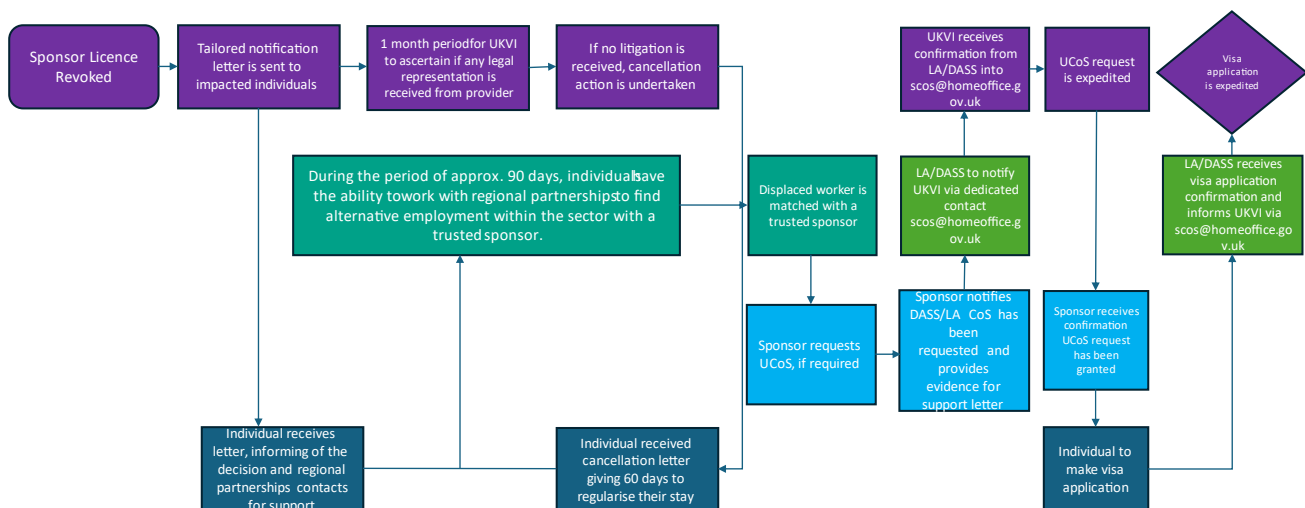 Sponsor Licence
Revoked
Tailored notification
letter is sent to
impacted individuals
1 month periodfor UKVI
to ascertain if any legal
representation is
received from provider
If no litigation is
received, cancellation
action is undertaken
UKVI receives
confirmation from
LA/DASS into
scos@homeoffice.g
ov.uk
UCoS request
is expedited
Visa
application
is expedited
During the period of approx. 90 days, individualshave
the ability towork with regional partnershipsto find
alternative employment within the sector with a
trusted sponsor.
Displaced worker is
matched with a
trusted sponsor
LA/DASS to notify
UKVI via dedicated
contact
scos@homeoffice.g
ov.uk
LA/DASS receives
visa application
confirmation and
informs UKVI via
scos@homeoffice.go
v.uk
Sponsor requests
UCoS, if required
Sponsor notifies
DASS/LA CoS has
been
requested and
provides
evidence for
support letter
Sponsor receives
confirmation
UCoS request
has been
granted
Individual receives
letter, informing of the
decision and regional
partnerships contacts
for support
Individual received
cancellation letter
giving 60 days to
regularise their stay
Individual to
make visa
application